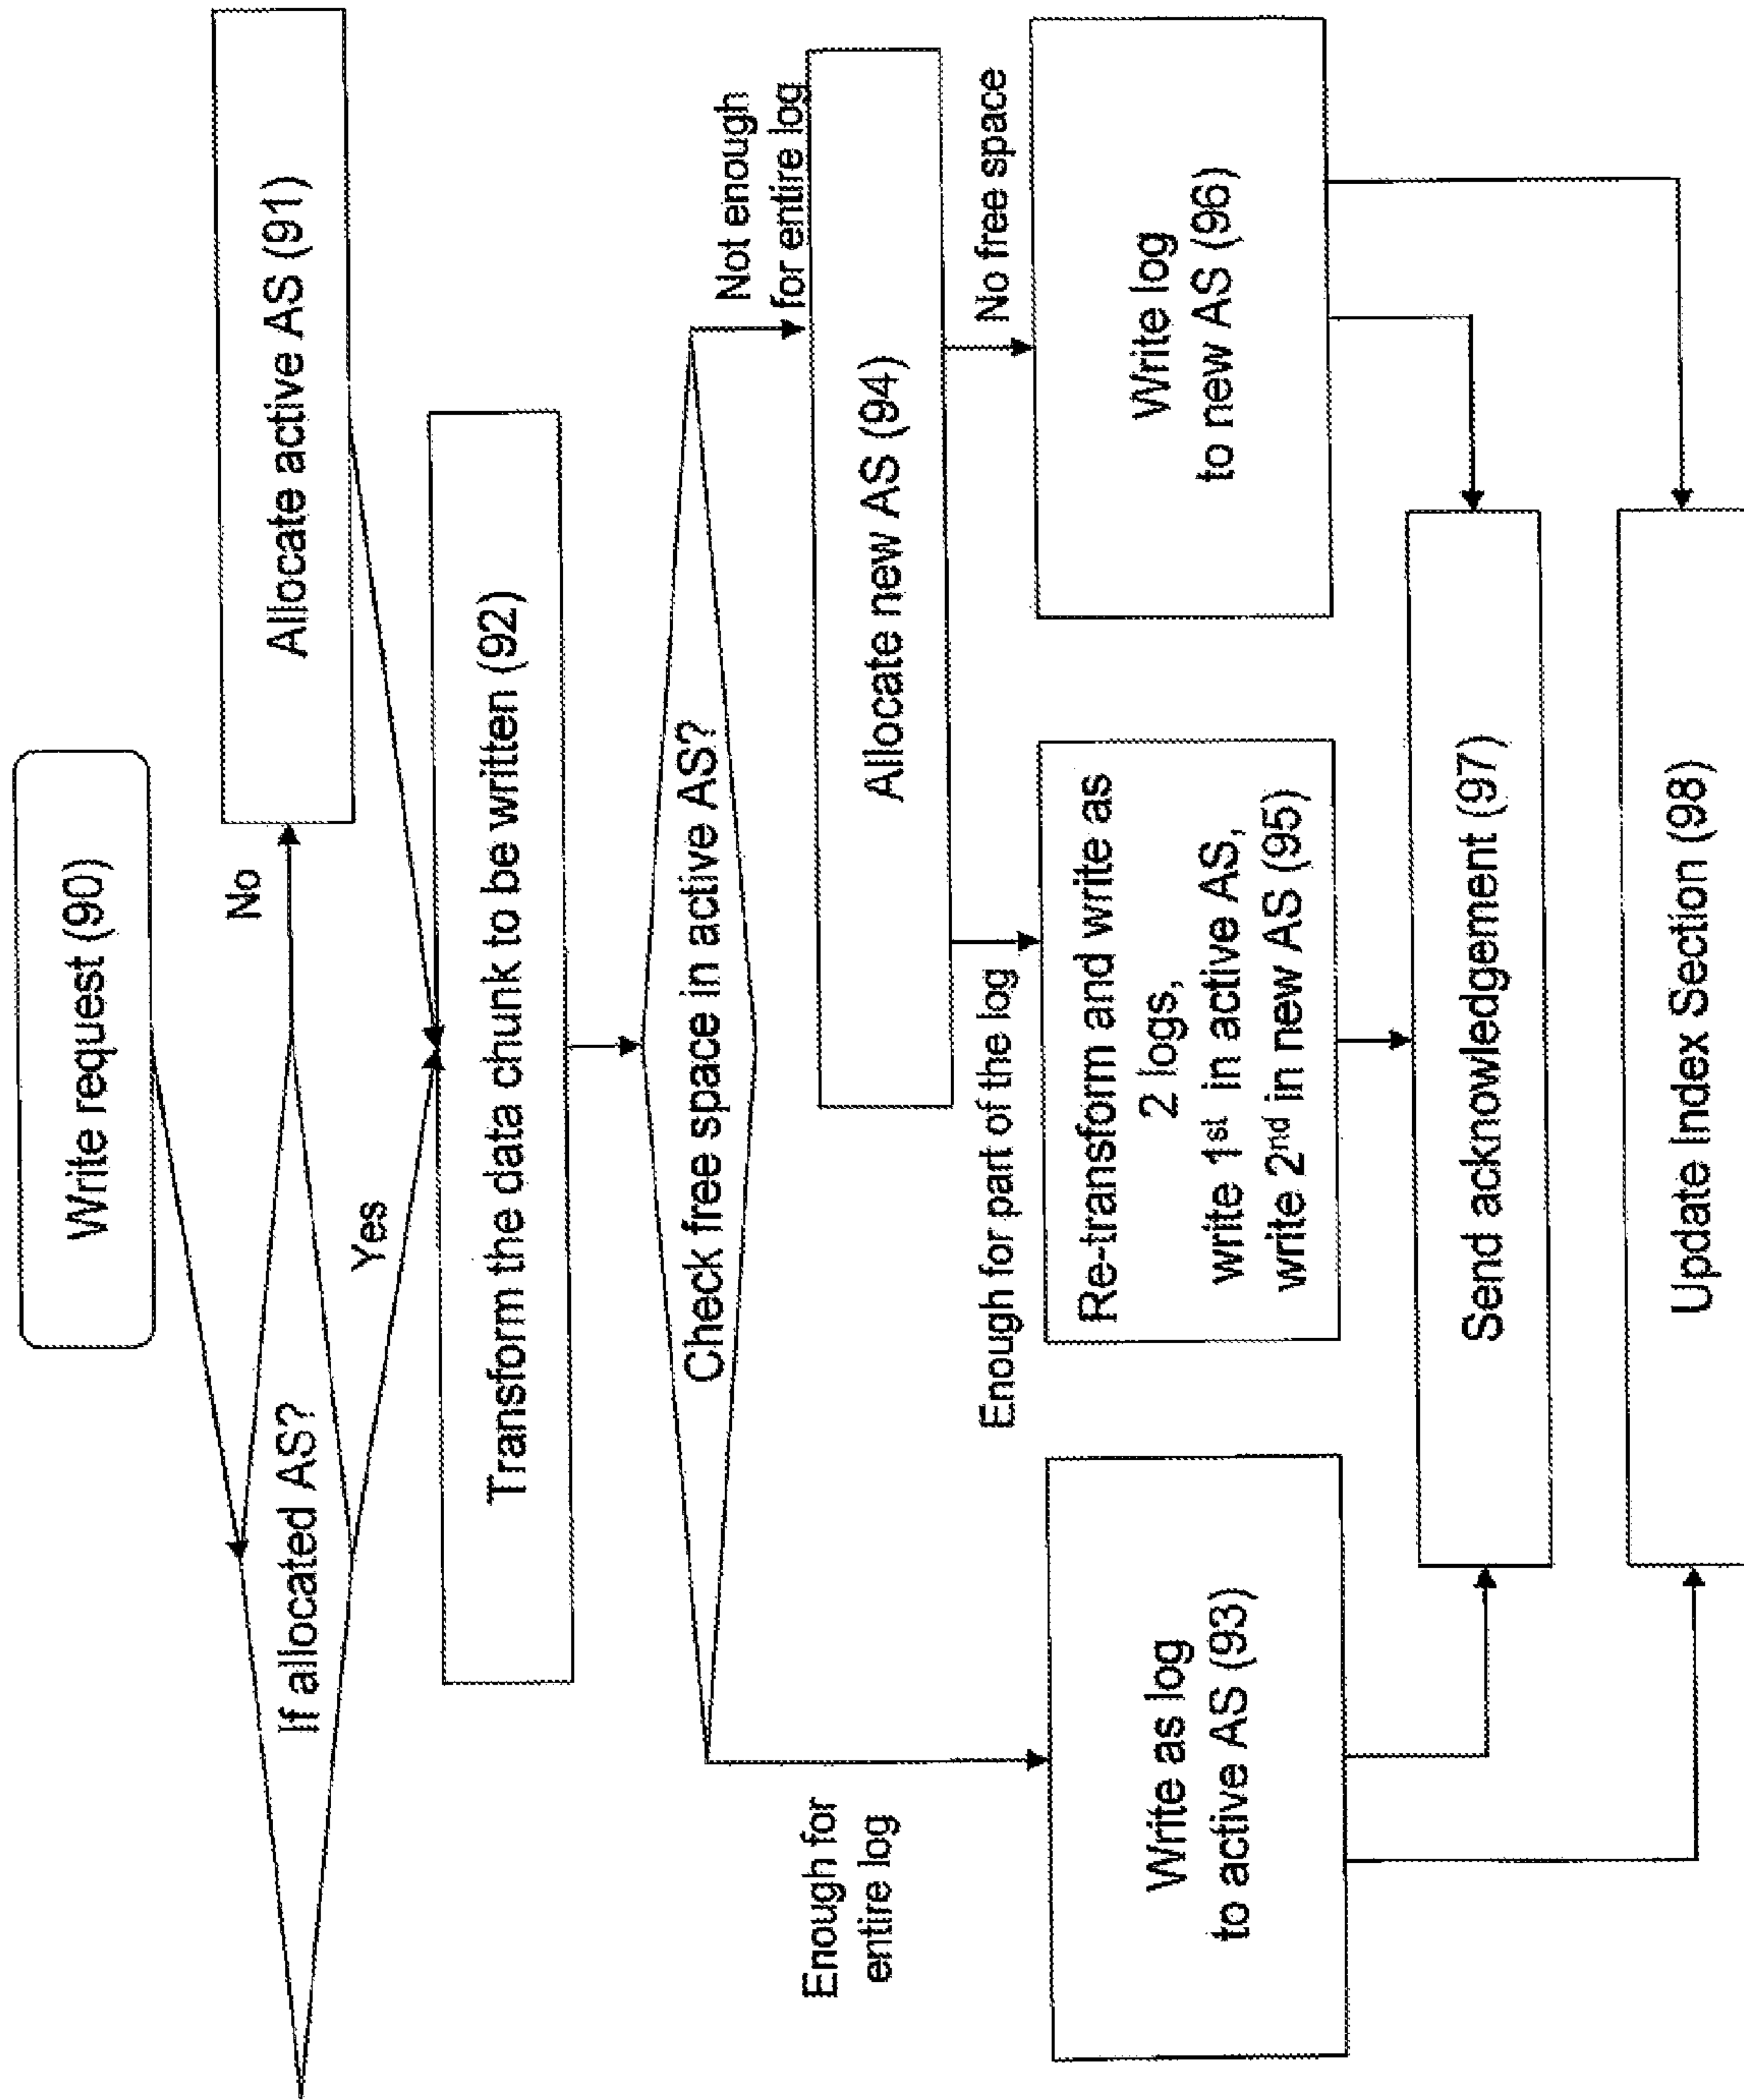 Write request (90)
If allocated AS?
No
Allocate active AS (91)
Yes
Transform the data chunk to be written (92)
Check free space in active AS?
Enough for
entire log
Not enough
for entire log
Allocate new AS (94)
Enough for part of the log
No free space
Write as log
to active AS (93)
Re-transform and write as
2 logs,
write 1st in active AS,
write 2nd in new AS (95)
Write log
to new AS (96)
Send acknowledgement (97)
Update Index Section (98)